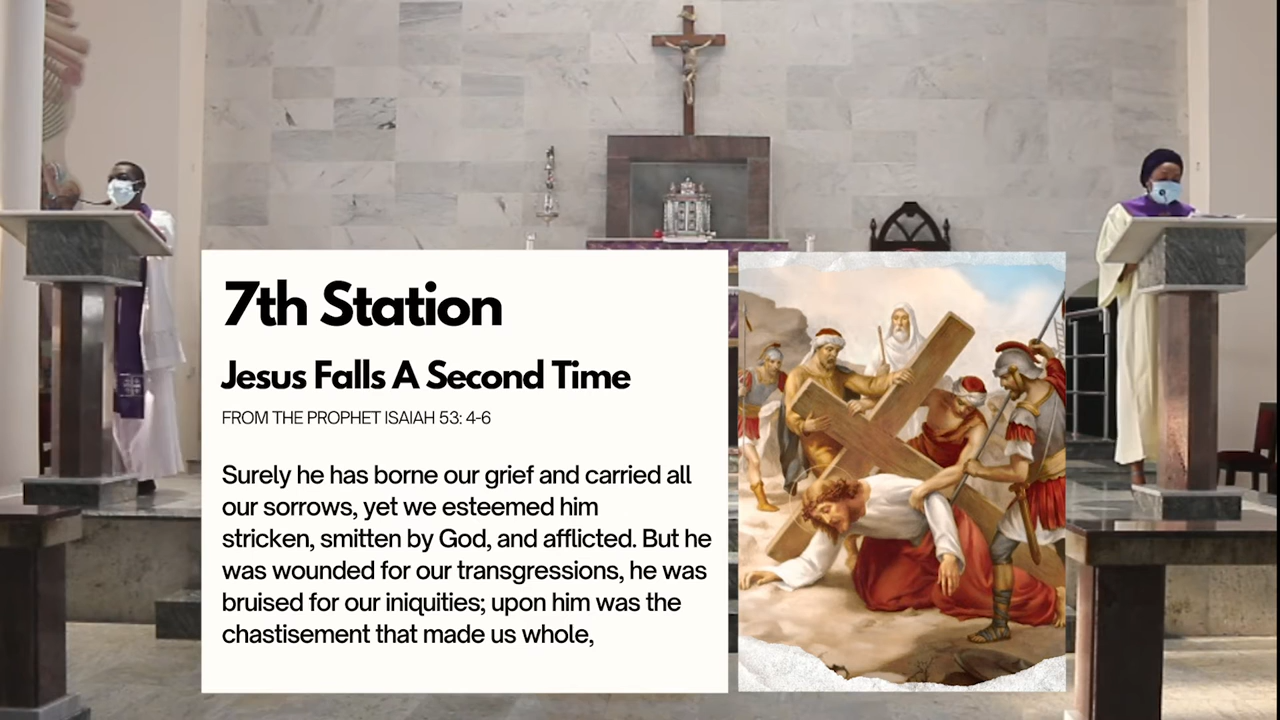 7th Station
Jesus Falls A Second Time
FROM THE PROPHET ISAIAH 53: 4-6
Surely he has borne our grief and carried all
our sorrows, yet we esteemed him
stricken, smitten by God, and afflicted. But he
was wounded for our transgressions, he was
bruised for our iniquities; upon him was the
chastisement that made us whole,